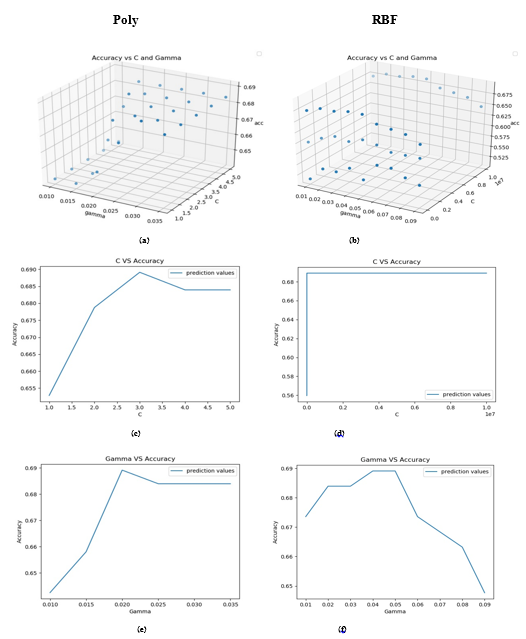 Poly
RBF
Accuracy vs C and Gamma
0.69
0.68
0.67
0.66
0.65
acc
0.010
0.015
0.020
0.025
0.030
0.035
gamma
1.0
1.5
2.0
2.5
3.0
3.5
4.0
4.5
5.0
C
(a)
Accuracy vs C and Gamma
0.675
0.650
0.625
0.600
0.575
0.550
0.525
acc
0.01 0.02 0.03 0.04 0.05 0.06 0.07 0.08 0.09
gamma
0.0
0.2
0.4
0.6
0.8
1.0
1e7
C
(b)
C VS Accuracy
prediction values
0.690
0.685
0.680
0.675
0.670
0.665
0.660
0.655
Accuracy
1.0 1.5 2.0 2.5 3.0 3.5 4.0 4.5 5.0
C
(c)
C VS Accuracy
0.68
0.66
0.64
0.62
0.60
0.58
0.56
Accuracy
prediction values
0.0 0.2 0.4 0.6 0.8 1.0
1e7
C
(d)
Gamma VS Accuracy
prediction values
0.69
0.68
0.67
0.66
0.65
Accuracy
0.010 0.015 0.020 0.025 0.030 0.035
Gamma
(e)
Gamma VS Accuracy
prediction values
0.69
0.68
0.67
0.66
0.65
Accuracy
0.01 0.02 0.03 0.04 0.05 0.06 0.07 0.08 0.09
Gamma
(f)